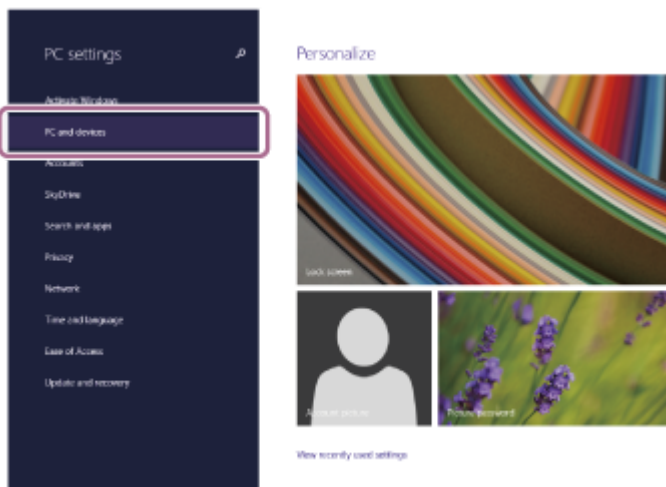 PC settings
Activate Windows
PC and devices
Accounts
SkyDrive
Search and apps
Privacy
Network
Time and language
Ease of Access
Update and recovery
Personalize
Lock screen
Account picture
Picture password
View recently used settings